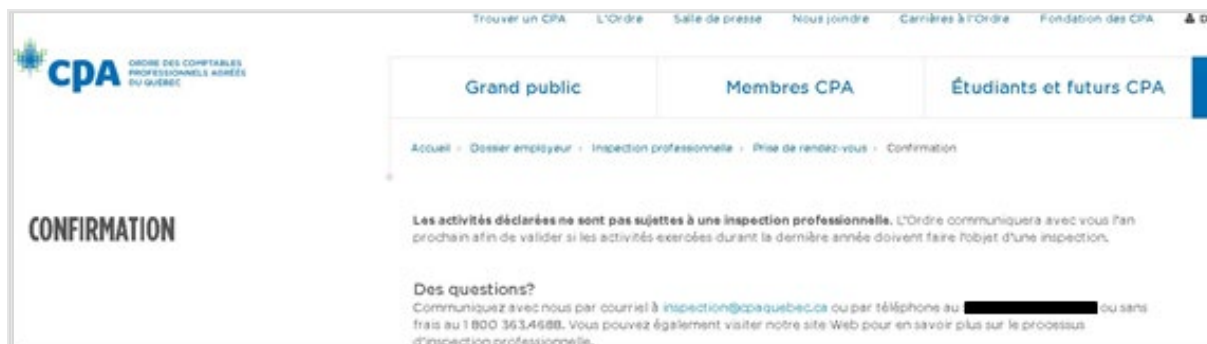 Trouver un CPA L'Ordre Salle de presse Nous joindre Carrières à l'Ordre Fondation des CPA D
CPA ORDRE DES COMPTABLES
PROFESSIONNELS AGRÉÉS
DU QUÉBEC
Grand public Membres CPA Étudiants et futurs CPA
Accueil › Dossier employeur › Inspection professionnelle › Prise de rendez-vous › Confirmation
CONFIRMATION
Les activités déclarées ne sont pas sujettes à une inspection professionnelle. L'Ordre communiquera avec vous l'an
prochain afin de valider si les activités exercées durant la dernière année doivent faire l'objet d'une inspection.
Des questions?
Communiquez avec nous par courriel à inspection@cpaquebec.ca ou par téléphone au ou sans
frais au 1 800 363.4688. Vous pouvez également visiter notre site Web pour en savoir plus sur le processus
d'inspection professionnelle.